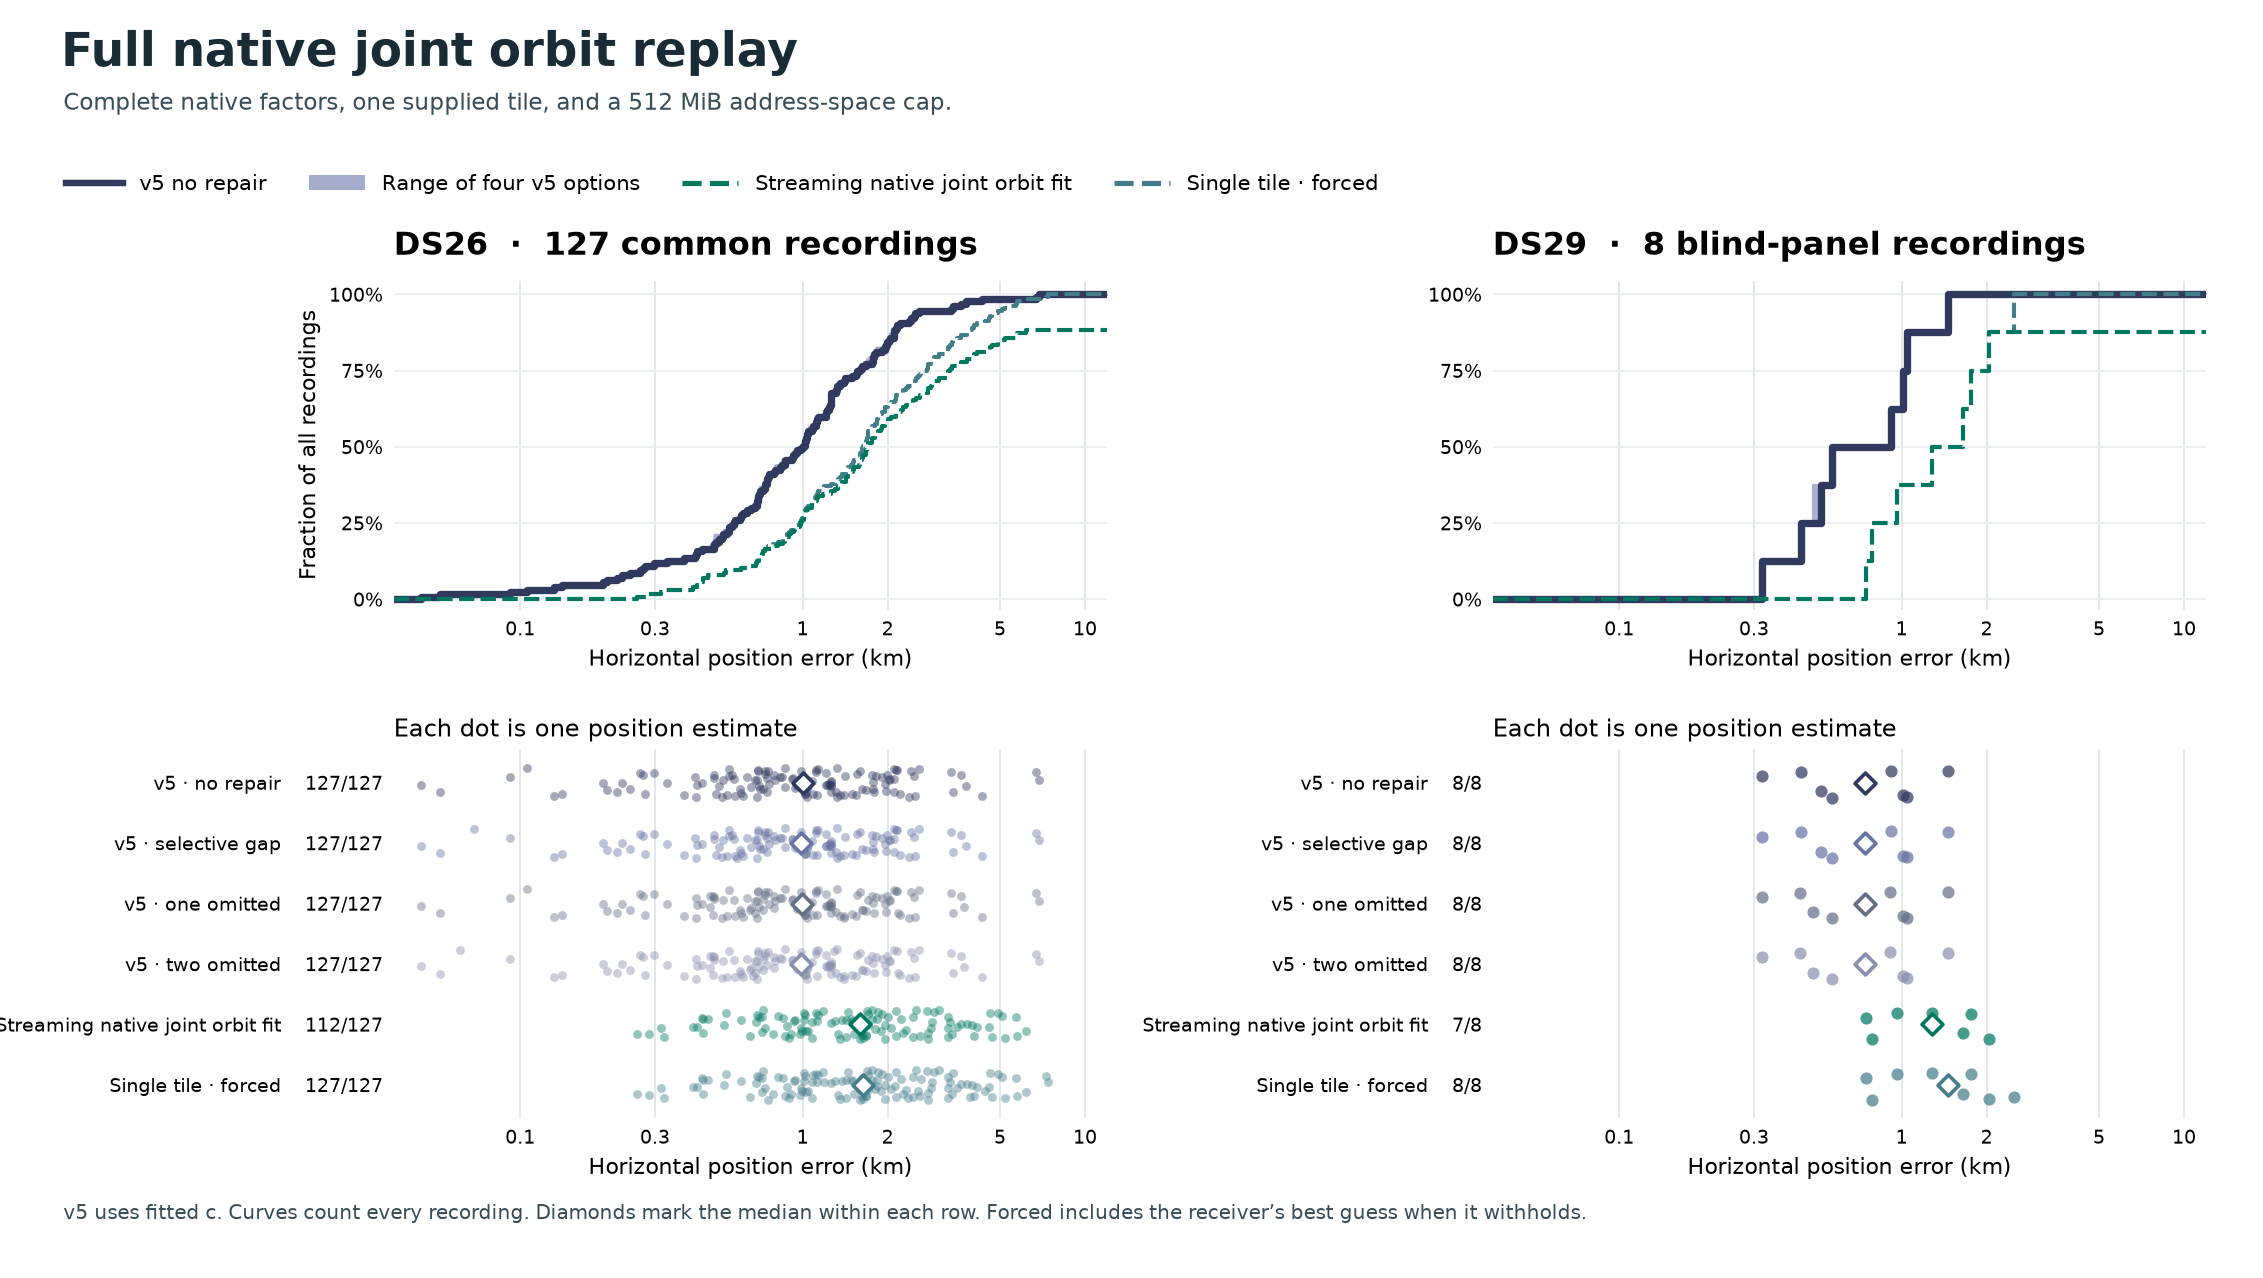 Full native joint orbit replay
Complete native factors, one supplied tile, and a 512 MiB address-space cap.
v5 no repair
Range of four v5 options
Streaming native joint orbit fit
Single tile · forced
DS26 · 127 common recordings
100%
75%
50%
25%
0%
Fraction of all recordings
0.1 0.3 1 2 5 10
Horizontal position error (km)
DS29 · 8 blind-panel recordings
100%
75%
50%
25%
0%
0.1 0.3 1 2 5 10
Horizontal position error (km)
Each dot is one position estimate
v5 · no repair 127/127
v5 · selective gap 127/127
v5 · one omitted 127/127
v5 · two omitted 127/127
Streaming native joint orbit fit 112/127
Single tile · forced 127/127
0.1 0.3 1 2 5 10
Horizontal position error (km)
Each dot is one position estimate
v5 · no repair 8/8
v5 · selective gap 8/8
v5 · one omitted 8/8
v5 · two omitted 8/8
Streaming native joint orbit fit 7/8
Single tile · forced 8/8
0.1 0.3 1 2 5 10
Horizontal position error (km)
v5 uses fitted c. Curves count every recording. Diamonds mark the median within each row. Forced includes the receiver’s best guess when it withholds.